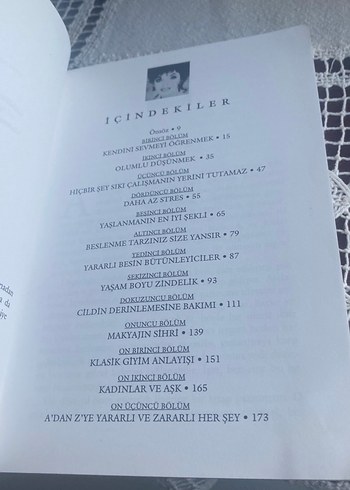 İÇİNDEKİLER
Önsöz • 9
BİRİNCİ BÖLÜM
KENDİNİ SEVMEYİ ÖĞRENMEK • 15
İKİNCİ BÖLÜM
OLUMLU DÜŞÜNMEK • 35
ÜÇÜNCÜ BÖLÜM
HİÇBİR ŞEY SIKI ÇALIŞMANIN YERİNİ TUTAMAZ • 47
DÖRDÜNCÜ BÖLÜM
DAHA AZ STRES • 55
BEŞİNCİ BÖLÜM
YAŞLANMANIN EN İYİ ŞEKLİ • 65
ALTINCI BÖLÜM
BESLENME TARZINIZ SİZE YANSIR • 79
YEDİNCİ BÖLÜM
YARARLI BESİN BÜTÜNLEYİCİLER • 87
SEKİZİNCİ BÖLÜM
YAŞAM BOYU ZİNDELİK • 93
DOKUZUNCU BÖLÜM
CİLDİN DERİNLEMESİNE BAKIMI • 111
ONUNCU BÖLÜM
MAKYAJIN SİHRİ • 139
ON BİRİNCİ BÖLÜM
KLASİK GİYİM ANLAYIŞI • 151
ON İKİNCİ BÖLÜM
KADINLAR VE AŞK • 165
ON ÜÇÜNCÜ BÖLÜM
A'DAN Z'YE YARARLI VE ZARARLI HER ŞEY • 173